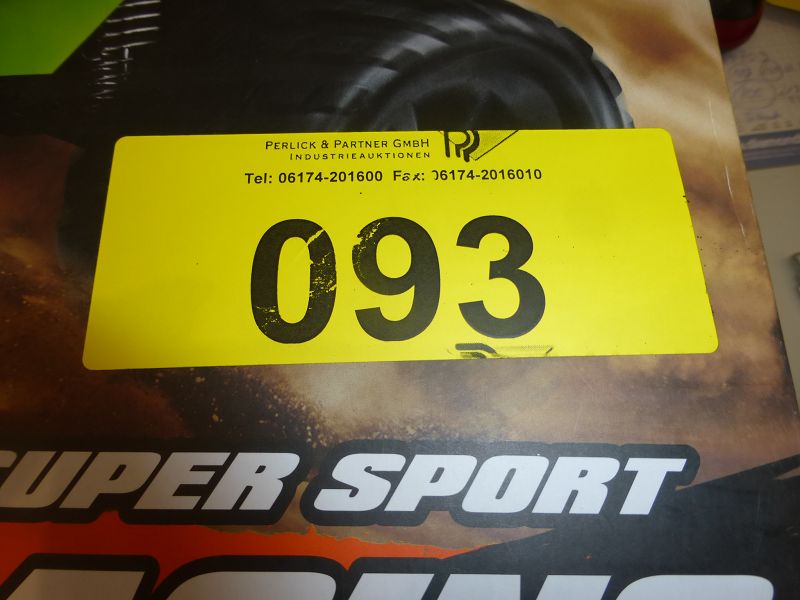 PERLICK & PARTNER GMBH
INDUSTRIEAUKTIONEN
Tel: 06174-201600 Fax: 06174-2016010
093
SUPER SPORT